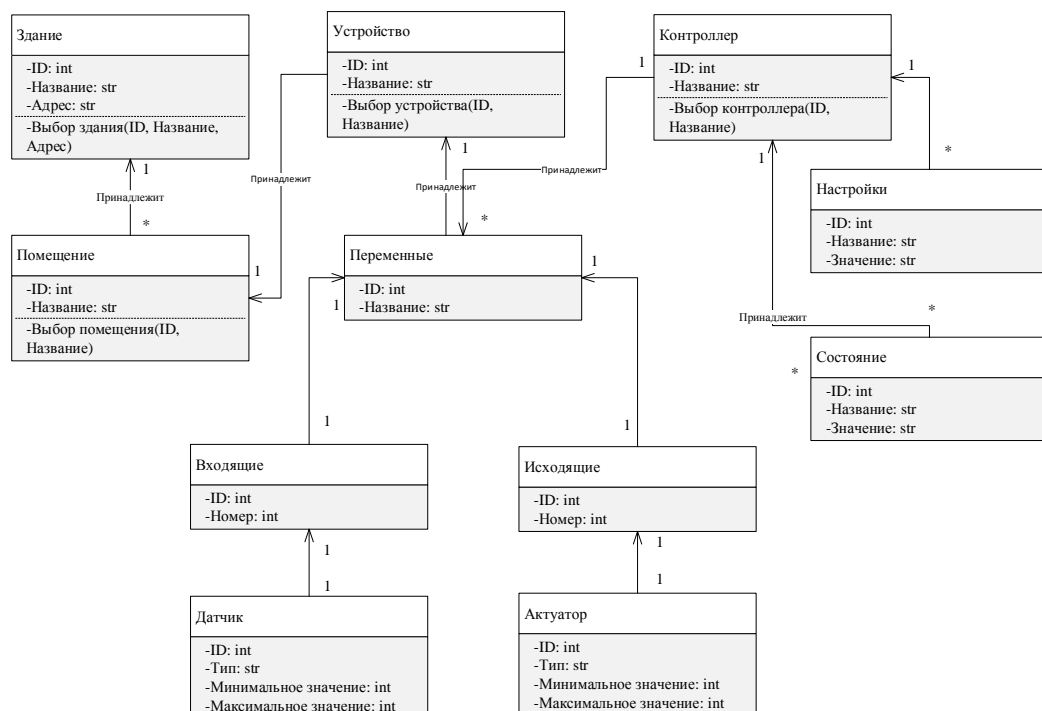 Здание
-ID: int
-Название: str
-Адрес: str
-Выбор здания(ID, Название,
Адрес)
Устройство
-ID: int
-Название: str
-Выбор устройства(ID,
Название)
Контроллер
-ID: int
-Название: str
-Выбор контроллера(ID,
Название)
1
1
1
1
1
Принадлежит
Принадлежит
Принадлежит
Принадлежит
*
*
*
Настройки
-ID: int
-Название: str
-Значение: str
Помещение
-ID: int
-Название: str
-Выбор помещения(ID,
Название)
1
Переменные
-ID: int
-Название: str
1
1
Принадлежит
*
*
Состояние
-ID: int
-Название: str
-Значение: str
1
1
Входящие
-ID: int
-Номер: int
Исходящие
-ID: int
-Номер: int
1
1
1
1
Датчик
-ID: int
-Тип: str
-Минимальное значение: int
-Максимальное значение: int
Актуатор
-ID: int
-Тип: str
-Минимальное значение: int
-Максимальное значение: int